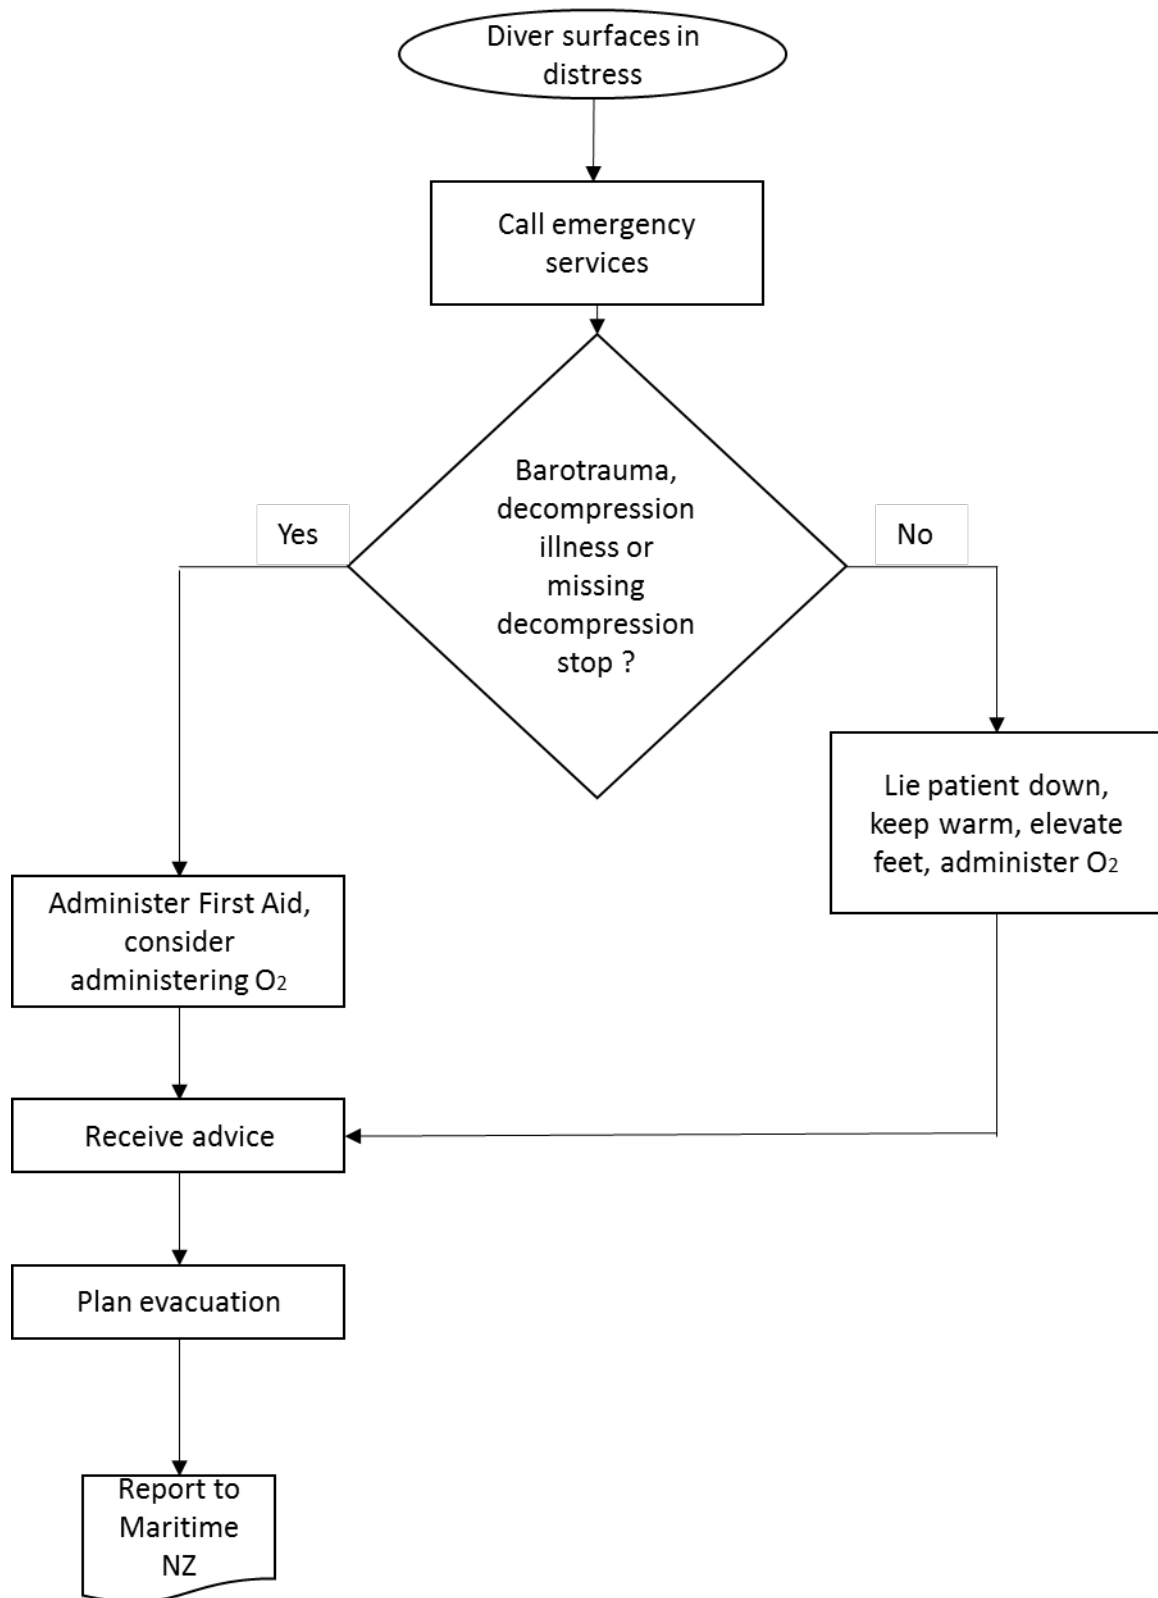 Diver surfaces in
distress
Call emergency
services
Barotrauma,
decompression
illness or
missing
decompression
stop ?
Yes
No
Lie patient down,
keep warm, elevate
feet, administer O2
Administer First Aid,
consider
administering O2
Receive advice
Plan evacuation
Report to
Maritime
NZ